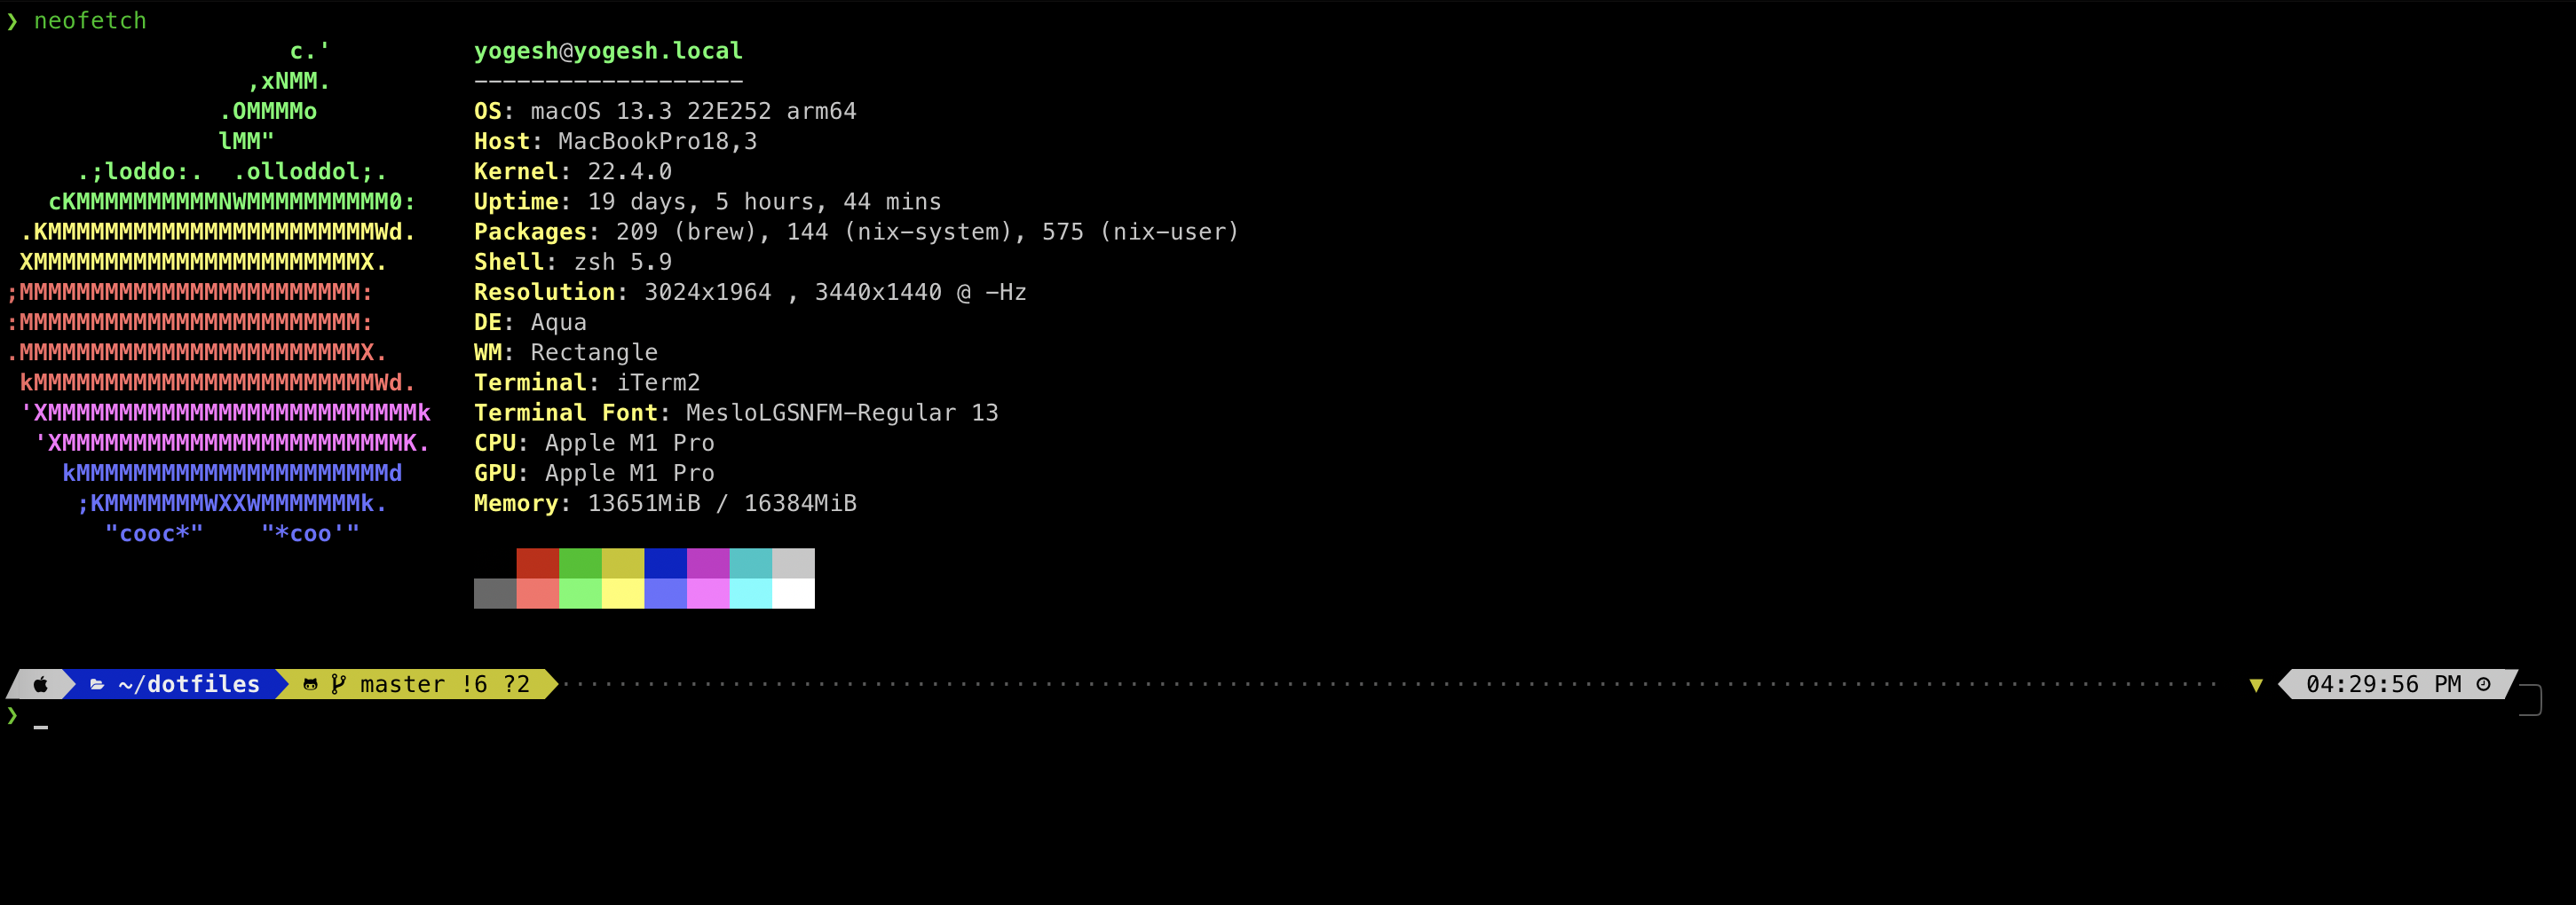 ❯ neofetch
                    c.'          yogesh@yogesh.local
                 ,xNMM.          -------------------
               .OMMMMo           OS: macOS 13.3 22E252 arm64
               lMM"              Host: MacBookPro18,3
     .;loddo:.  .olloddol;.      Kernel: 22.4.0
   cKMMMMMMMMMMNWMMMMMMMMMM0:    Uptime: 19 days, 5 hours, 44 mins
 .KMMMMMMMMMMMMMMMMMMMMMMMWd.    Packages: 209 (brew), 144 (nix-system), 575 (nix-user)
 XMMMMMMMMMMMMMMMMMMMMMMMX.      Shell: zsh 5.9
;MMMMMMMMMMMMMMMMMMMMMMMM:       Resolution: 3024x1964 , 3440x1440 @ -Hz
:MMMMMMMMMMMMMMMMMMMMMMMM:       DE: Aqua
.MMMMMMMMMMMMMMMMMMMMMMMMX.      WM: Rectangle
 kMMMMMMMMMMMMMMMMMMMMMMMMWd.    Terminal: iTerm2
 'XMMMMMMMMMMMMMMMMMMMMMMMMMMk   Terminal Font: MesloLGSNFM-Regular 13
  'XMMMMMMMMMMMMMMMMMMMMMMMMK.   CPU: Apple M1 Pro
    kMMMMMMMMMMMMMMMMMMMMMMd     GPU: Apple M1 Pro
     ;KMMMMMMMWXXWMMMMMMMk.      Memory: 13651MiB / 16384MiB
       "cooc*"    "*coo'"
~/dotfiles master !6 ?2 04:29:56 PM
❯ _